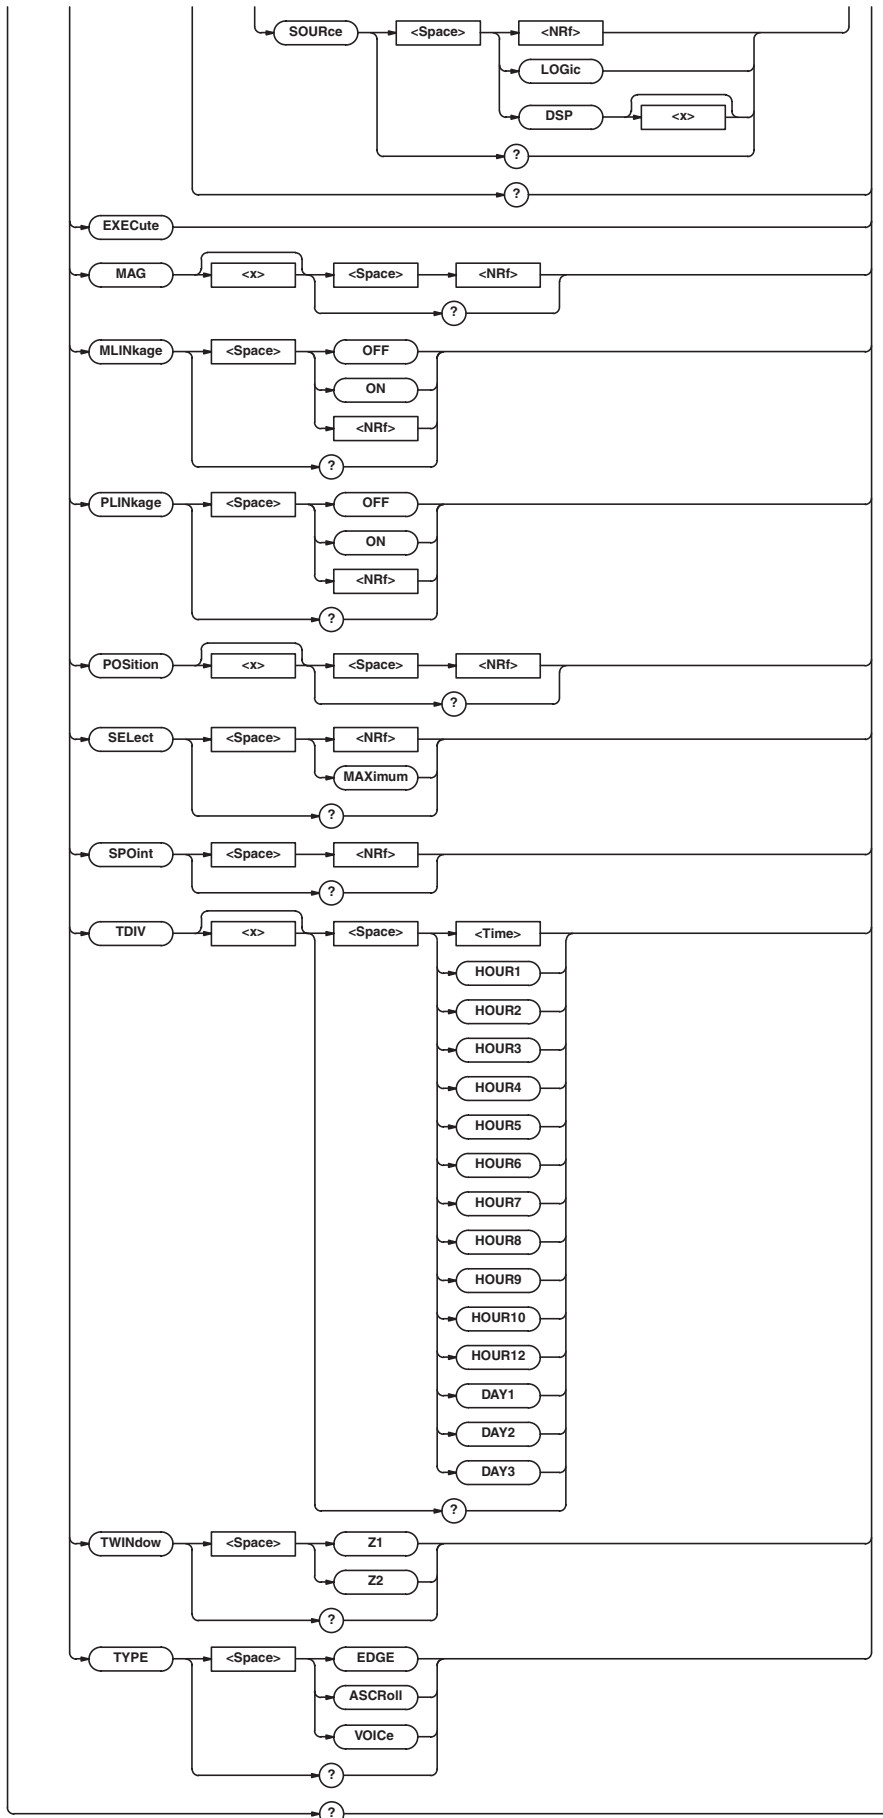 SOURce <Space> <NRf>
LOGic
DSP <x>
?
?
EXECute
MAG <x> <Space> <NRf>
?
MLINkage <Space> OFF
ON
<NRf>
?
PLINkage <Space> OFF
ON
<NRf>
?
POSition <x> <Space> <NRf>
?
SELect <Space> <NRf>
MAXimum
?
SPOint <Space> <NRf>
?
TDIV <x> <Space> <Time>
HOUR1
HOUR2
HOUR3
HOUR4
HOUR5
HOUR6
HOUR7
HOUR8
HOUR9
HOUR10
HOUR12
DAY1
DAY2
DAY3
?
TWINdow <Space> Z1
Z2
?
TYPE <Space> EDGE
ASCRoll
VOICe
?
?